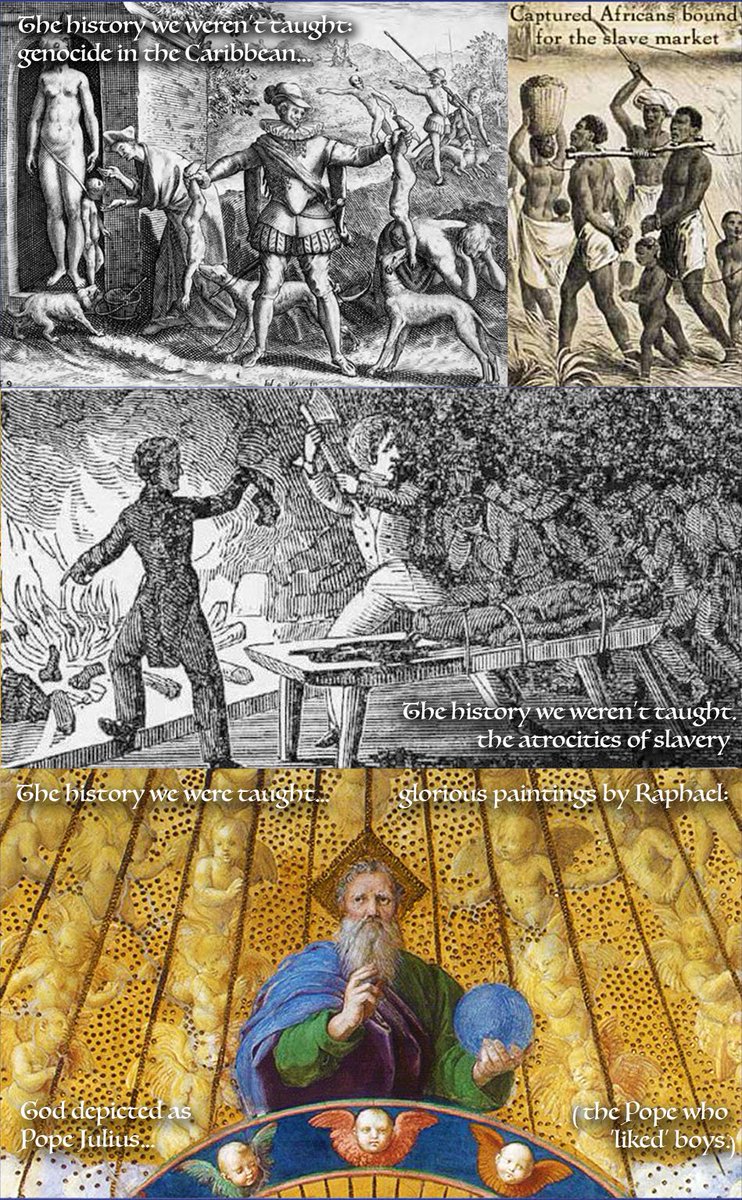 The history we weren't taught:
genocide in the Caribbean...
Captured Africans bound
for the slave market
The history we weren't taught.
the atrocities of slavery
The history we were taught...
glorious paintings by Raphael:
God depicted as
Pope Julius...
(the Pope who
'liked' boys.)